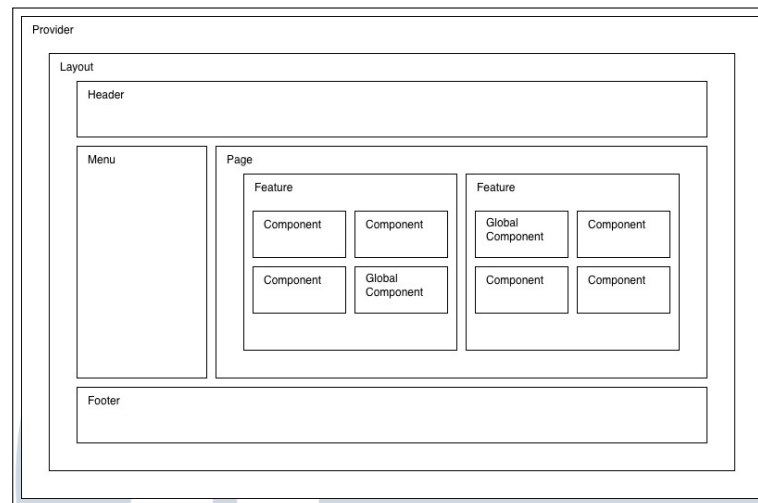 Provider
Layout
Header
Menu
Page
Feature
Feature
Component
Component
Global
Component
Component
Component
Global
Component
Component
Component
Footer